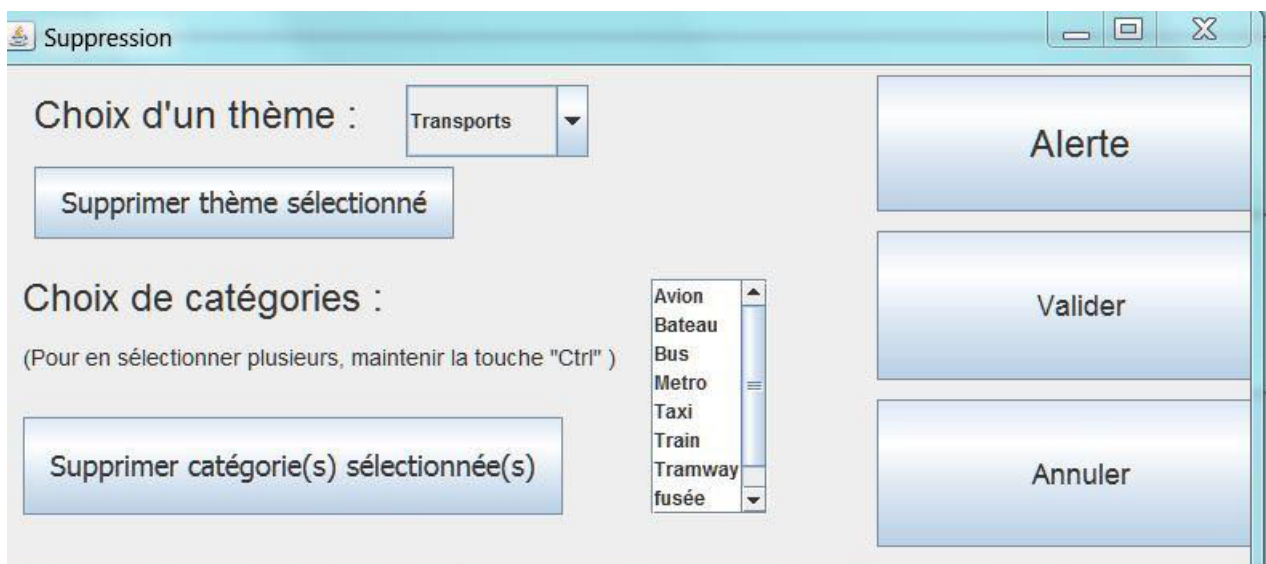 Suppression
Choix d'un thème :
Transports
Supprimer thème sélectionné
Choix de catégories :
(Pour en sélectionner plusieurs, maintenir la touche "Ctrl" )
Supprimer catégorie(s) sélectionnée(s)
Avion
Bateau
Bus
Metro
Taxi
Train
Tramway
fusée
Alerte
Valider
Annuler